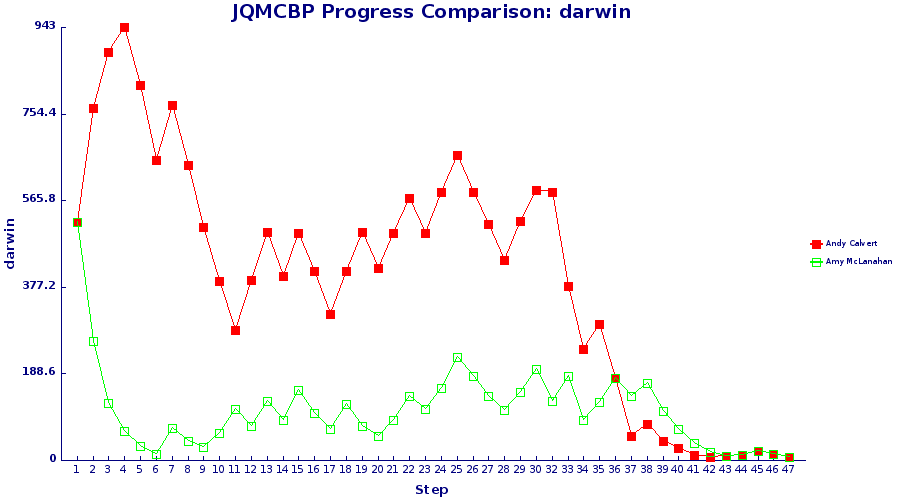 JQMCBP Progress Comparison: darwin
943
754.4
565.8
377.2
188.6
0
darwin
1 2 3 4 5 6 7 8 9 10 11 12 13 14 15 16 17 18 19 20 21 22 23 24 25 26 27 28 29 30 31 32 33 34 35 36 37 38 39 40 41 42 43 44 45 46 47
Step
Andy Calvert
Amy McLanahan